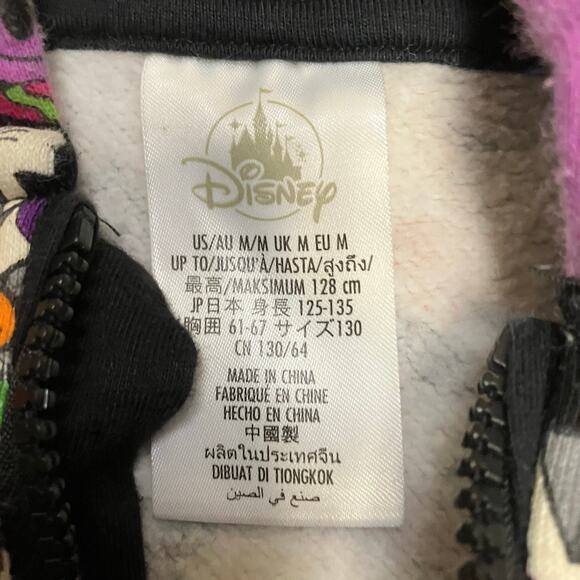 Disney
US/AU M/M UK M EU M
UP TO/JUSQU'À/HASTA/สูงถึง/
最高/MAKSIMUM 128 cm
JP日本 身長 125-135
胸囲 61-67 サイズ130
CN 130/64
MADE IN CHINA
FABRIQUÉ EN CHINE
HECHO EN CHINA
中國製
ผลิตในประเทศจีน
DIBUAT DI TIONGKOK
صنع في الصين